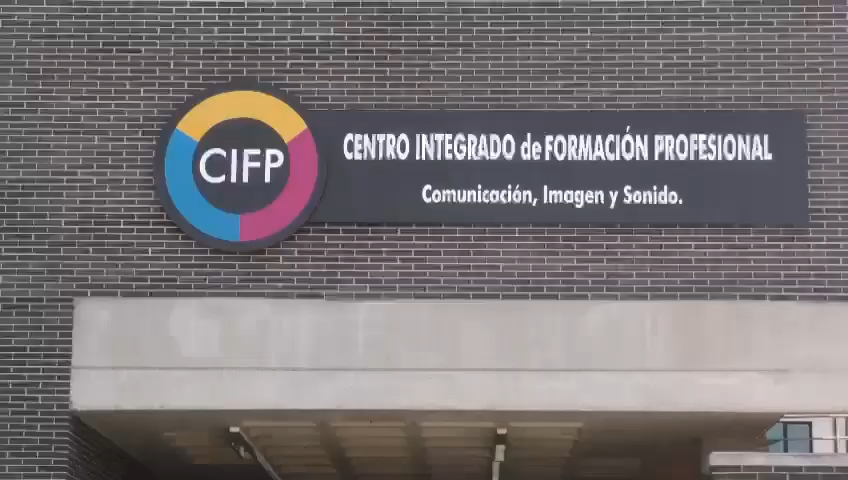 CIFP
CENTRO INTEGRADO de FORMACIÓN PROFESIONAL
Comunicación, Imagen y Sonido.